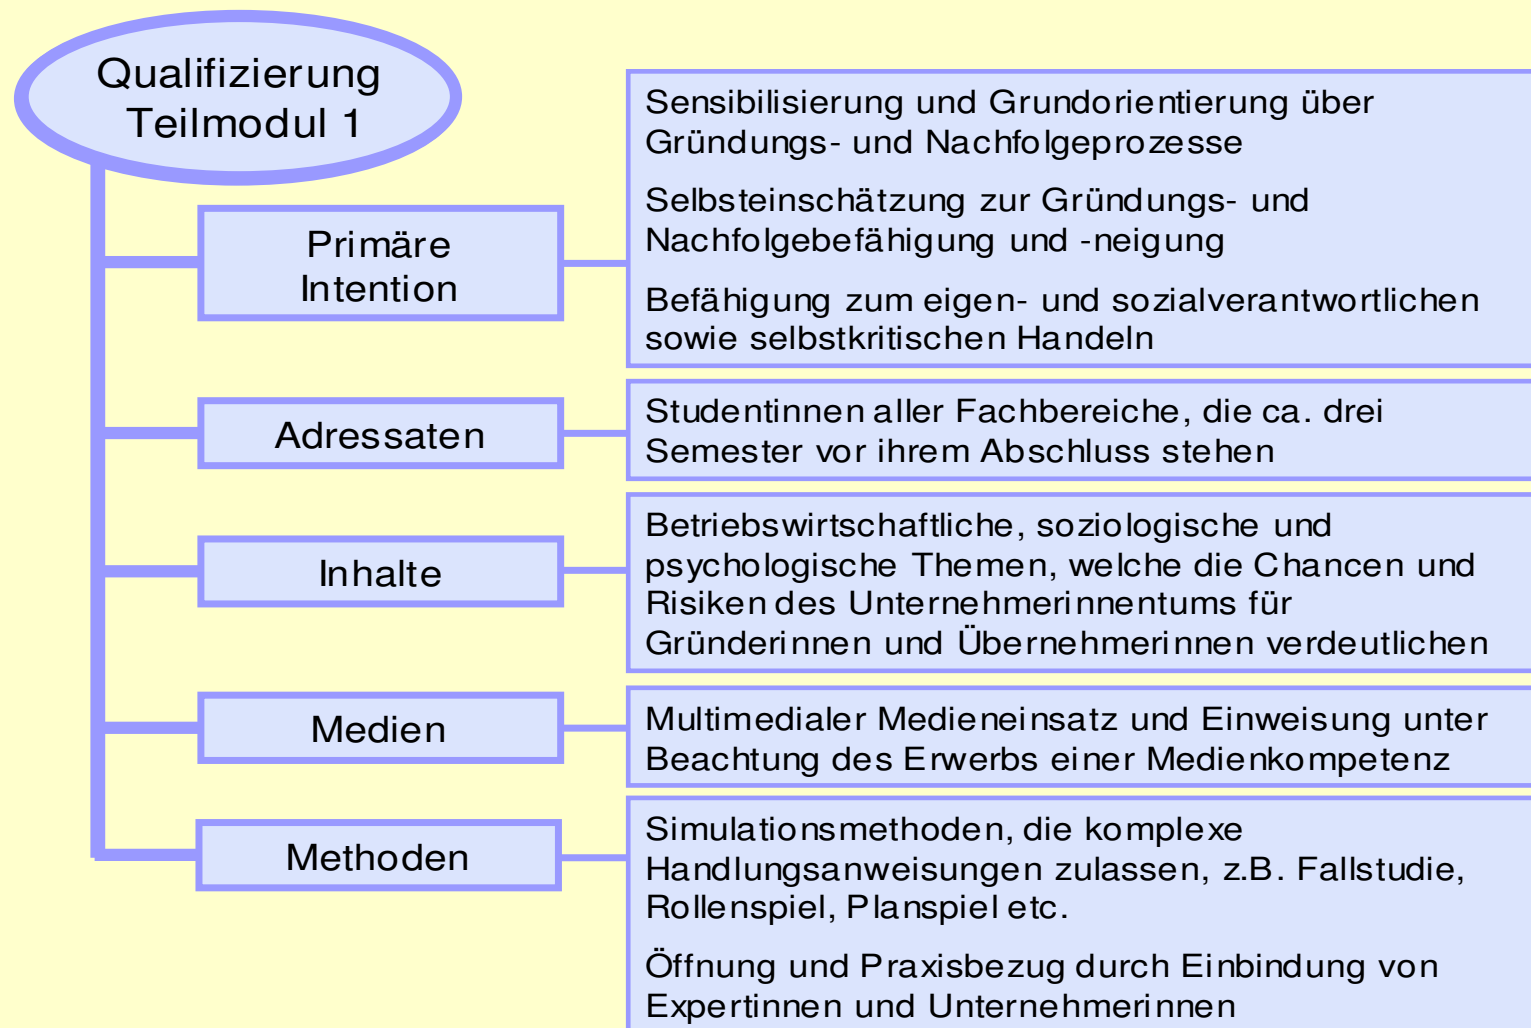 Qualifizierung
Teilmodul 1
Primäre
Intention
Sensibilisierung und Grundorientierung über
Gründungs- und Nachfolgeprozesse
Selbsteinschätzung zur Gründungs- und
Nachfolgebefähigung und -neigung
Befähigung zum eigen- und sozialverantwortlichen
sowie selbstkritischen Handeln
Adressaten
Studentinnen aller Fachbereiche, die ca. drei
Semester vor ihrem Abschluss stehen
Inhalte
Betriebswirtschaftliche, soziologische und
psychologische Themen, welche die Chancen und
Risiken des Unternehmerinnentums für
Gründerinnen und Übernehmerinnen verdeutlichen
Medien
Multimedialer Medieneinsatz und Einweisung unter
Beachtung des Erwerbs einer Medienkompetenz
Methoden
Simulationsmethoden, die komplexe
Handlungsanweisungen zulassen, z.B. Fallstudie,
Rollenspiel, Planspiel etc.
Öffnung und Praxisbezug durch Einbindung von
Expertinnen und Unternehmerinnen